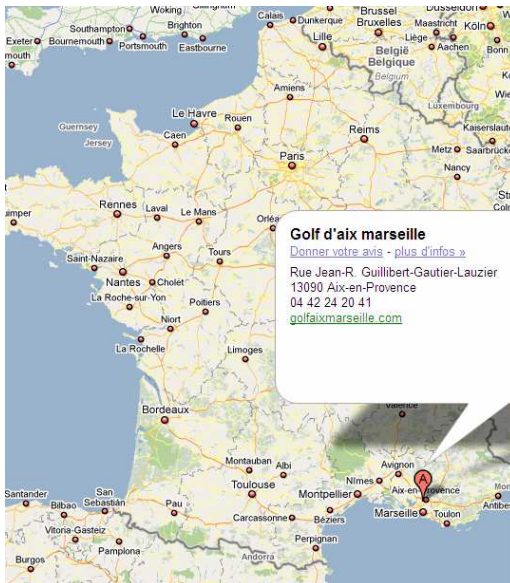 Woking
Southampton
Brighton
Exeter
Bournemouth
Portsmouth
Eastbourne
mouth
Calais
Dunkerque
Brussel
Bruxelles
Maastricht
Köln
Lille
Liège
Aachen
Bonn
België
Belgique
Belgium
Amiens
Luxembourg
Guernsey
Jersey
Le Havre
Rouen
Caen
Reims
Kaiserslaute
Paris
Metz
Saarbrück
Nancy
Rennes
Laval
Le Mans
Orléa
Angers
Tours
Saint-Nazaire
Nantes
Cholet
La Roche-sur-Yon
Poitiers
Niort
La Rochelle
Limoges
Golf d'aix marseille
Donner votre avis - plus d'infos »
Rue Jean-R. Guillibert-Gautier-Lauzier
13090 Aix-en-Provence
04 42 24 20 41
golfaixmarseille.com
Valence
Bordeaux
Montauban
Albi
Avignon
A
Toulouse
Nîmes
Aix-en-Provence
Montpellier
Marseille
Toulon
Antibes
Santander
Bilbao
San
Sebastián
Pau
Carcassonne
Béziers
Vitoria-Gasteiz
Pamplona
Perpignan
Burgos
Andorra